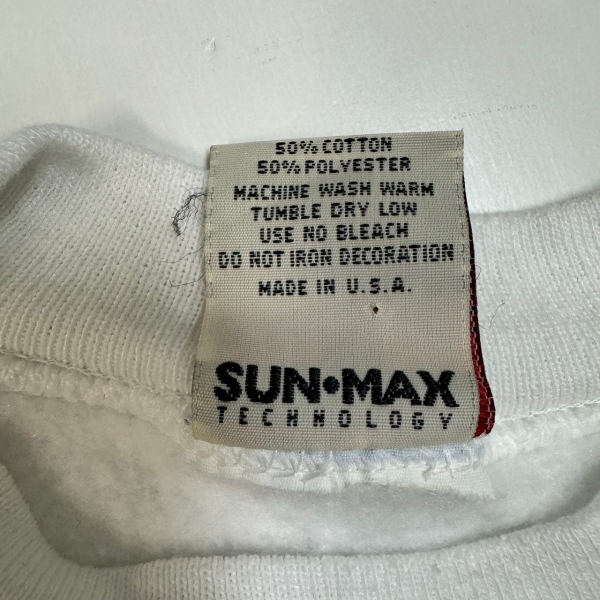 50% COTTON
50% POLYESTER
MACHINE WASH WARM
TUMBLE DRY LOW
USE NO BLEACH
DO NOT IRON DECORATION
MADE IN U.S.A.
SUN•MAX
TECHNOLOGY